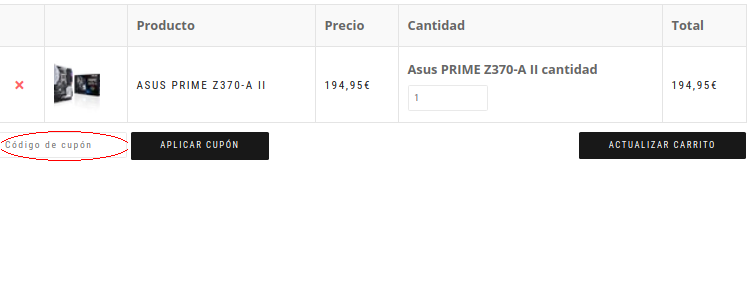 Producto Precio Cantidad Total
Asus PRIME Z370-A II cantidad
× ASUS PRIME Z370-A II 194,95€ 1 194,95€
Código de cupón APLICAR CUPÓN ACTUALIZAR CARRITO